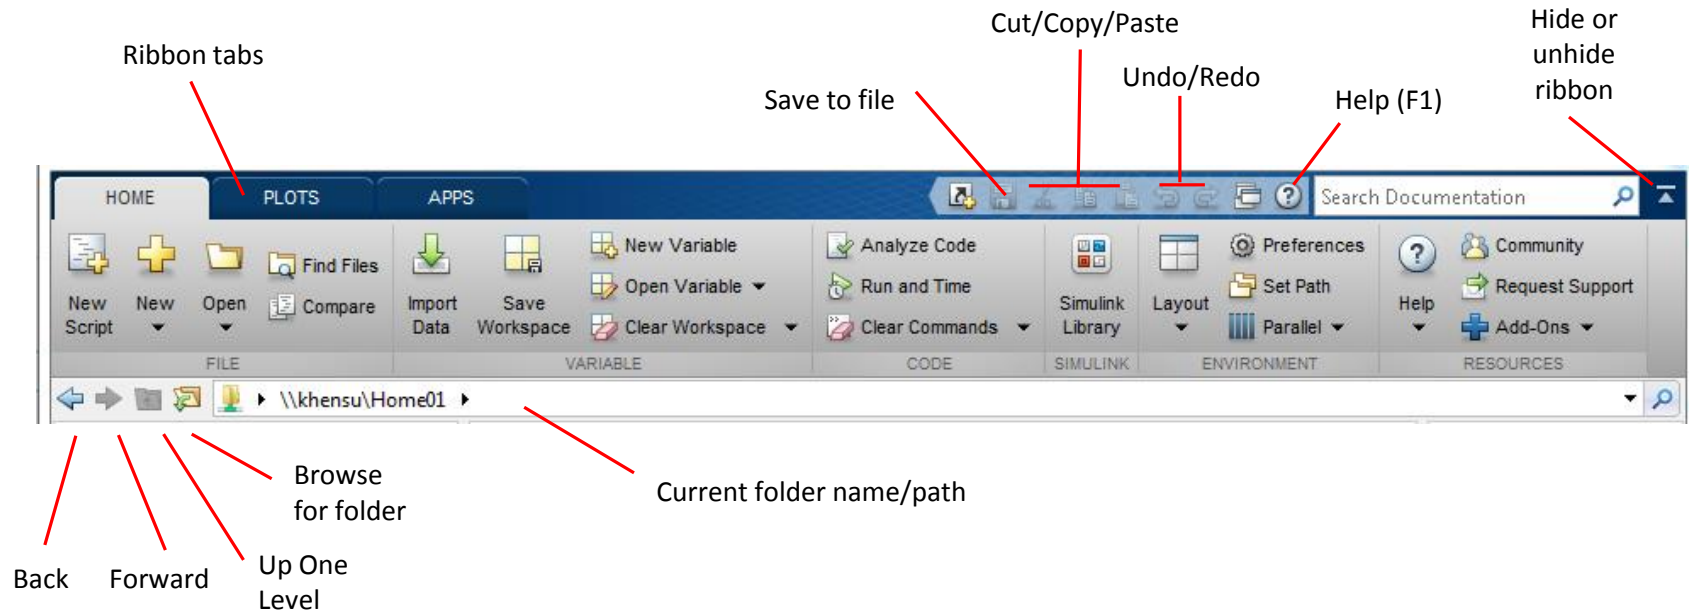 Cut/Copy/Paste
Hide or
unhide
ribbon
Ribbon tabs
Undo/Redo
Save to file
Help (F1)
HOME PLOTS APPS Search Documentation
New Script
New
Open
Find Files
Compare
Import Data
Save Workspace
New Variable
Open Variable
Clear Workspace
Analyze Code
Run and Time
Clear Commands
Simulink Library
Layout
Preferences
Set Path
Parallel
Help
Community
Request Support
Add-Ons
FILE VARIABLE CODE SIMULINK ENVIRONMENT RESOURCES
\\khensu\Home01
Browse
for folder
Current folder name/path
Back
Forward
Up One
Level